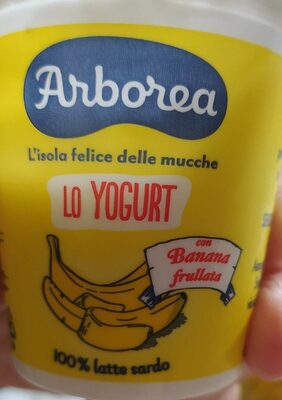 Arborea
L'isola felice delle mucche
LO YOGURT
con
Banana
frullata
100% latte sardo